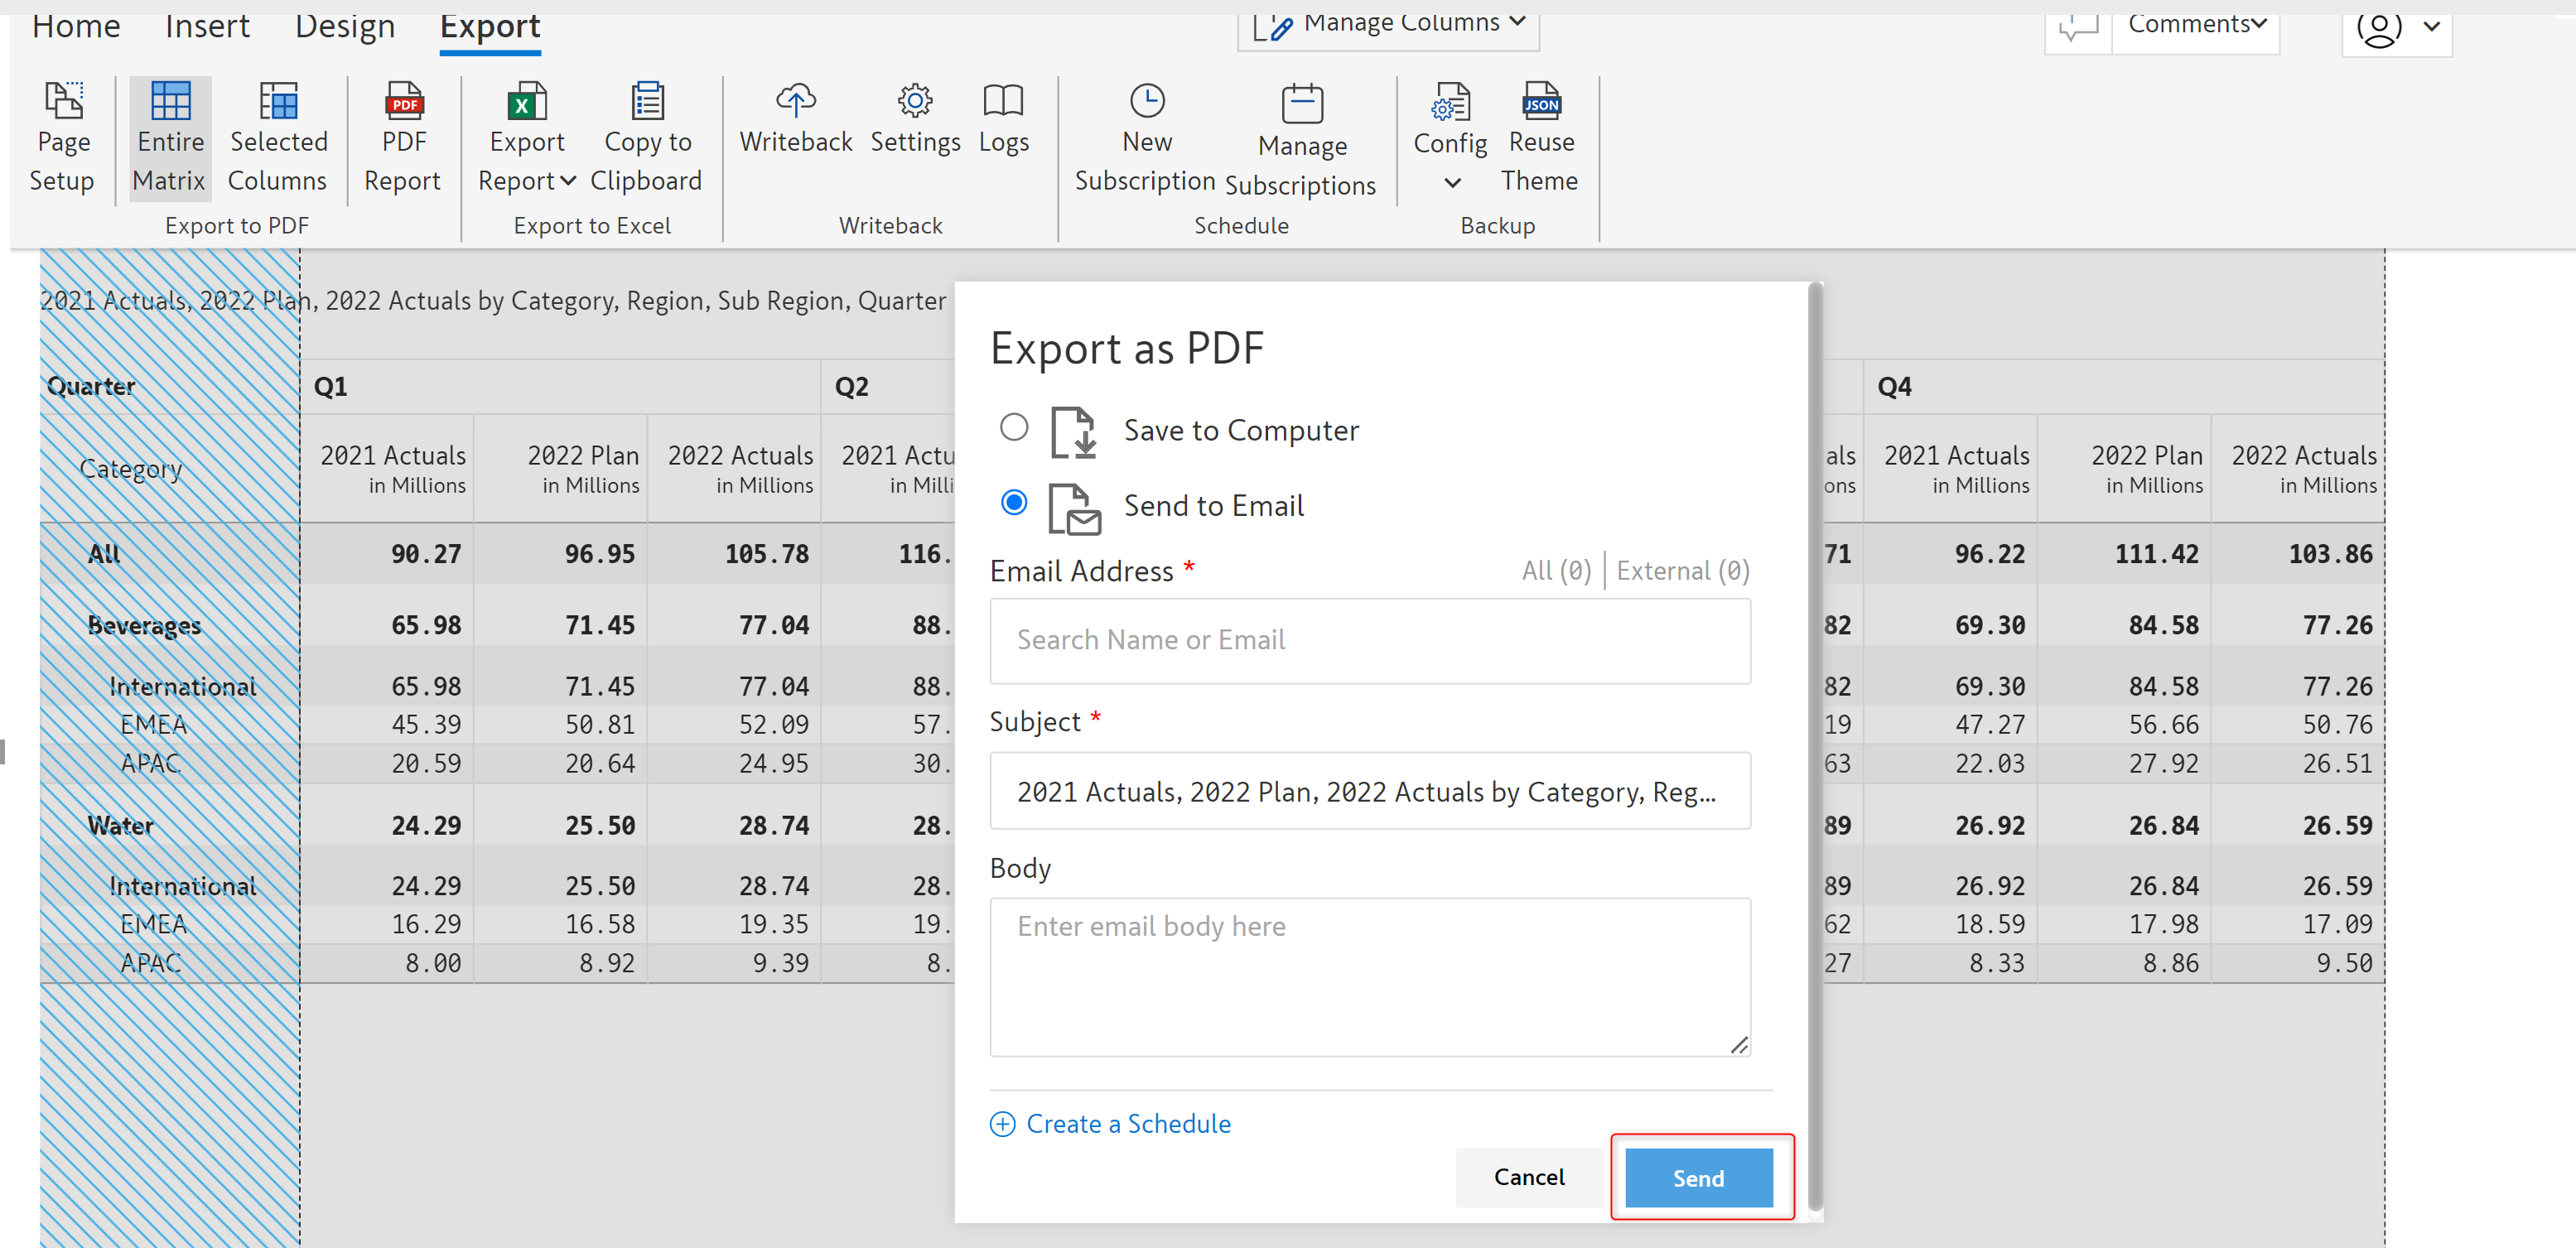 Home Insert Design Export Manage Columns Comments
Page Setup
Entire Matrix
Selected Columns
PDF Report
Export Report
Copy to Clipboard
Writeback
Settings
Logs
New Subscription
Manage Subscriptions
Config
Reuse Theme
JSON
PDF
X
Export to PDF Export to Excel Writeback Schedule Backup
2021 Actuals, 2022 Plan, 2022 Actuals by Category, Region, Sub Region, Quarter
Quarter Q1 Q2 Q4
Category 2021 Actuals 2022 Plan 2022 Actuals 2021 Actu als 2021 Actuals 2022 Plan 2022 Actuals
in Millions in Millions in Millions in Milli ons in Millions in Millions in Millions
All 90.27 96.95 105.78 116. 71 96.22 111.42 103.86
Beverages 65.98 71.45 77.04 88. 82 69.30 84.58 77.26
International 65.98 71.45 77.04 88. 82 69.30 84.58 77.26
EMEA 45.39 50.81 52.09 57. 19 47.27 56.66 50.76
APAC 20.59 20.64 24.95 30. 63 22.03 27.92 26.51
Water 24.29 25.50 28.74 28. 89 26.92 26.84 26.59
International 24.29 25.50 28.74 28. 89 26.92 26.84 26.59
EMEA 16.29 16.58 19.35 19. 62 18.59 17.98 17.09
APAC 8.00 8.92 9.39 8. 27 8.33 8.86 9.50
Export as PDF
Save to Computer
Send to Email
Email Address * All (0) External (0)
Search Name or Email
Subject *
2021 Actuals, 2022 Plan, 2022 Actuals by Category, Reg...
Body
Enter email body here
Create a Schedule
Cancel Send